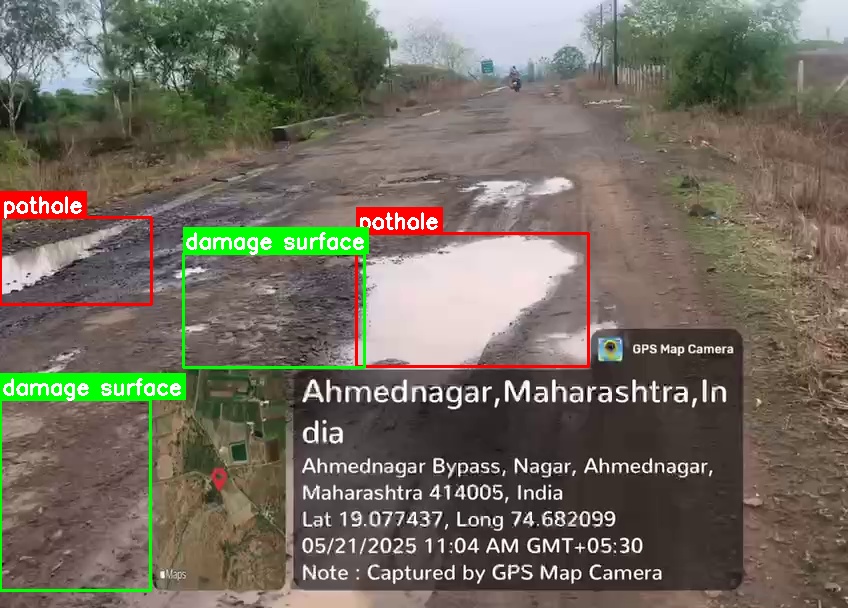 pothole
pothole
damage surface
damage surface
GPS Map Camera
Ahmednagar,Maharashtra,In
dia
Ahmednagar Bypass, Nagar, Ahmednagar,
Maharashtra 414005, India
Lat 19.077437, Long 74.682099
05/21/2025 11:04 AM GMT+05:30
Note : Captured by GPS Map Camera
Maps